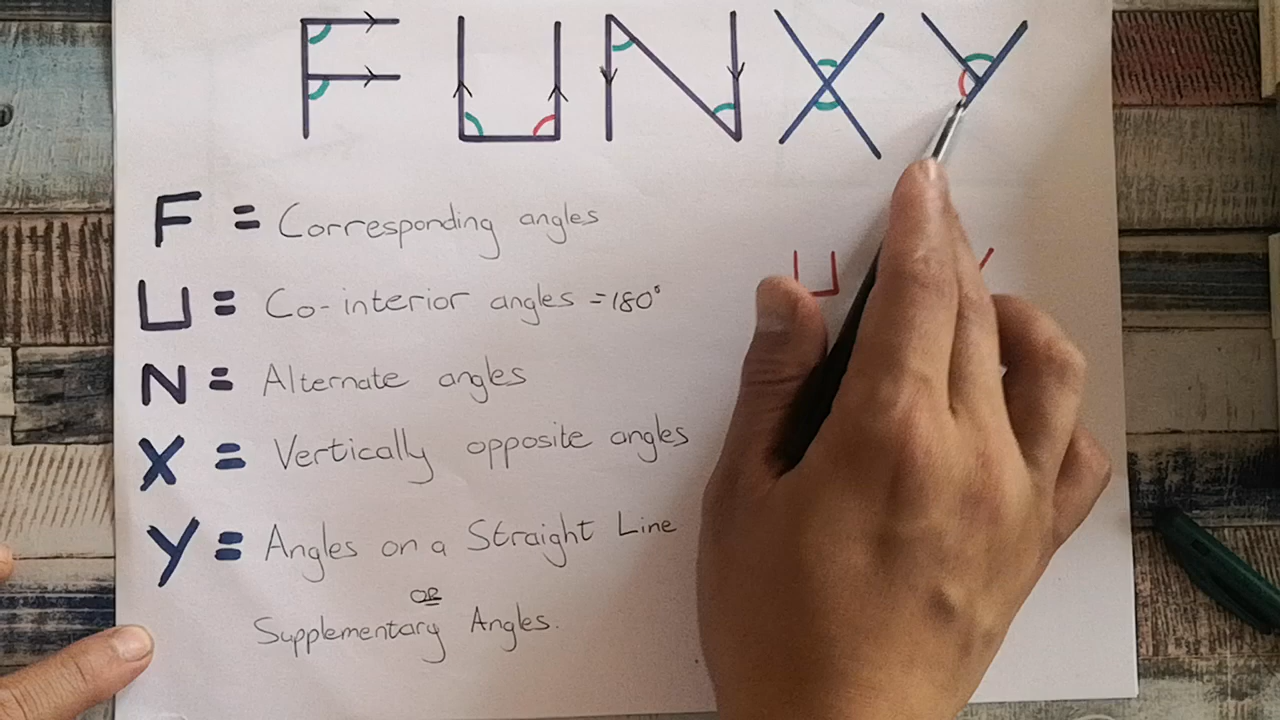 FUNXY
F = Corresponding angles
U = Co-interior angles =180°
N = Alternate angles
X = Vertically opposite angles
Y = Angles on a Straight Line
OR
Supplementary Angles.
U